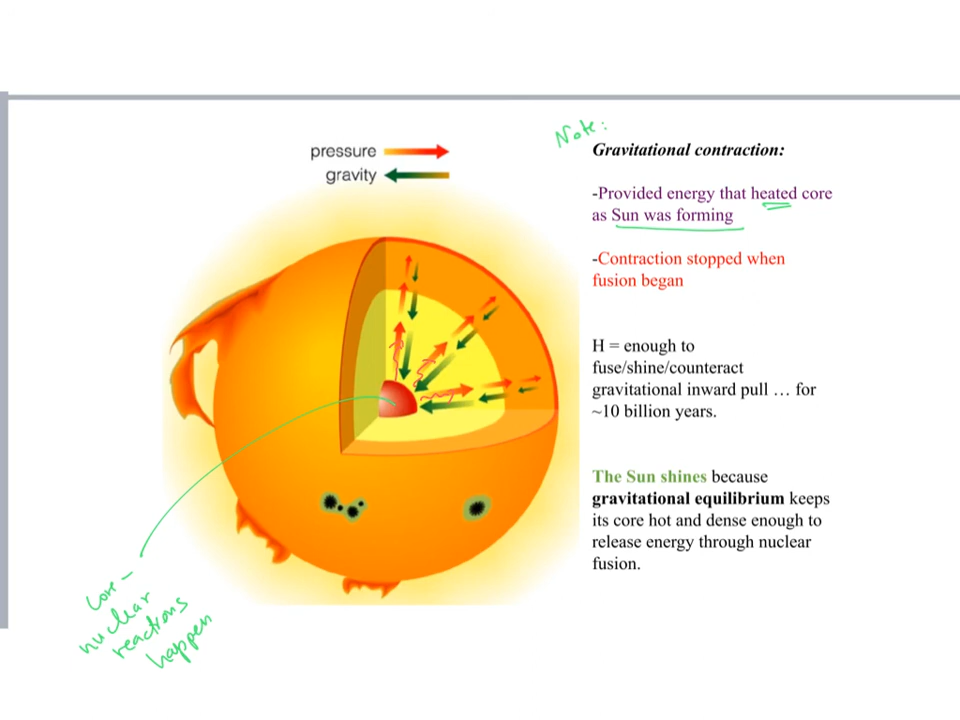 Note:
pressure
gravity
Gravitational contraction:
-Provided energy that heated core
as Sun was forming
-Contraction stopped when
fusion began
H = enough to
fuse/shine/counteract
gravitational inward pull … for
~10 billion years.
The Sun shines because
gravitational equilibrium keeps
its core hot and dense enough to
release energy through nuclear
fusion.
core –
nuclear
reactions
happen